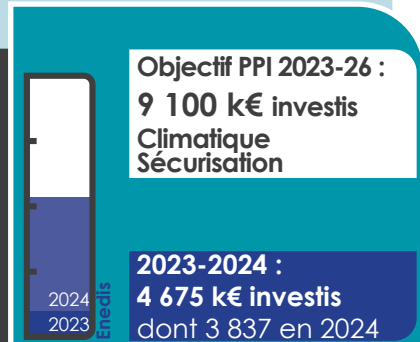 Objectif PPI 2023-26 :
9 100 k€ investis
Climatique
Sécurisation
2024
2023
Enedis
2023-2024 :
4 675 k€ investis
dont 3 837 en 2024